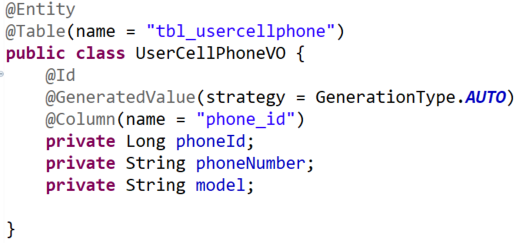 @Entity
@Table(name = "tbl_usercellphone")
public class UserCellPhoneVO {
@Id
@GeneratedValue(strategy = GenerationType.AUTO)
@Column(name = "phone_id")
private Long phoneId;
private String phoneNumber;
private String model;
}